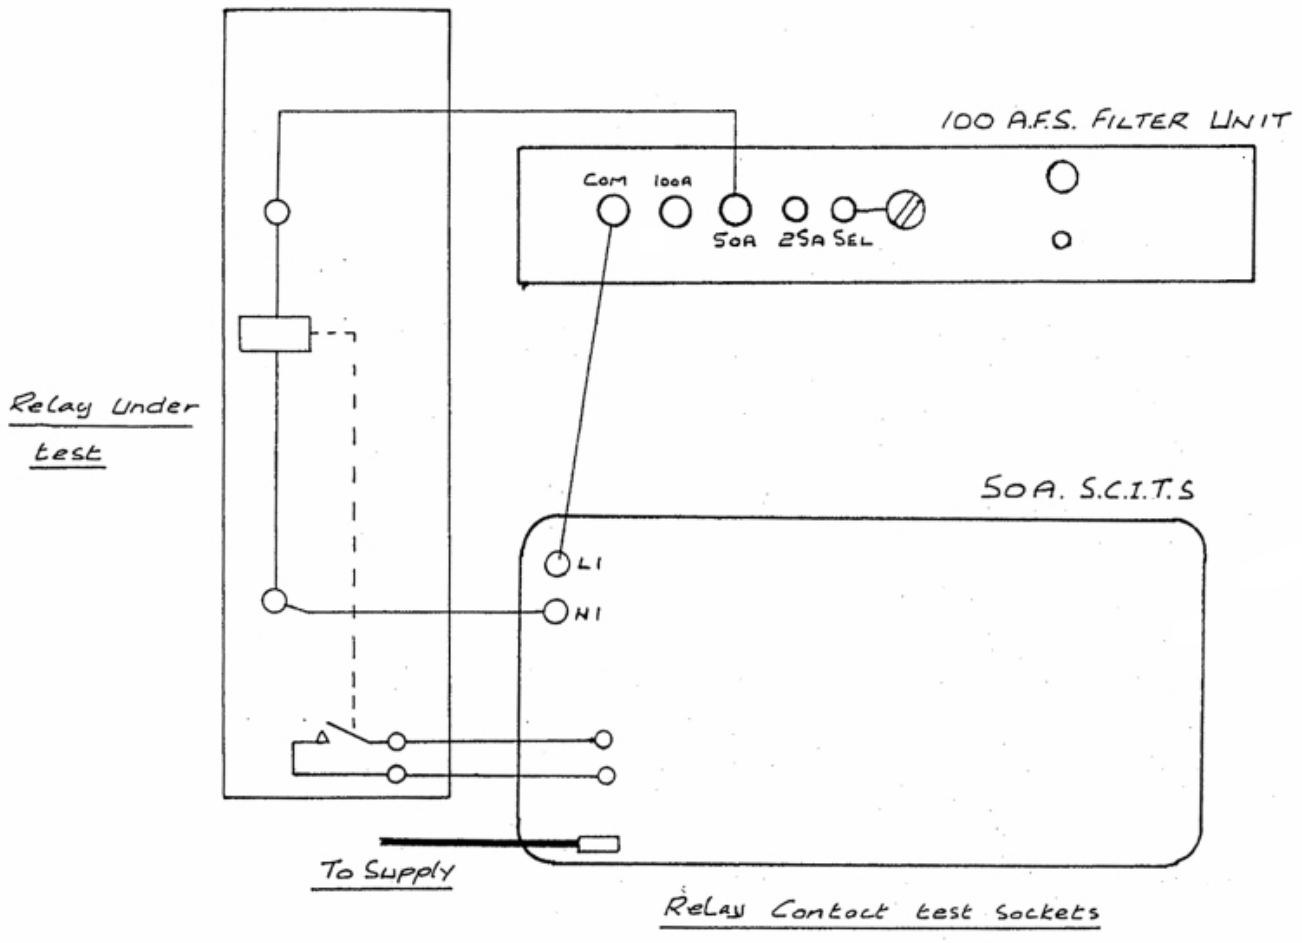 100 A.F.S. FILTER UNIT
COM 100A
50A 25A SEL
Relay Under
test
50A. S.C.I.T.S
L1
N1
To Supply
Relay Contact test sockets